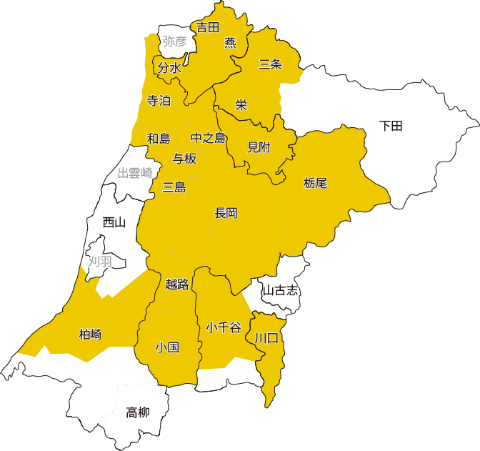 吉田
弥彦
燕
三条
分水
寺泊
栄
下田
和島
中之島
見附
与板
出雲崎
三島
栃尾
長岡
西山
刈羽
越路
山古志
小千谷
柏崎
川口
小国
高柳